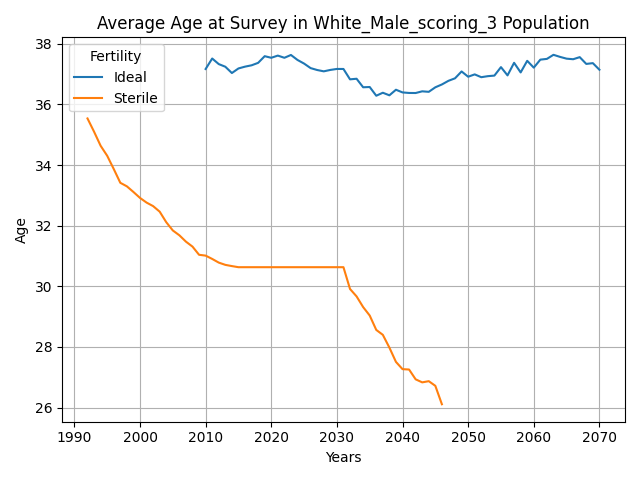 Average Age at Survey in White_Male_scoring_3 Population
Fertility
Ideal
Sterile
Age
38
36
34
32
30
28
26
1990 2000 2010 2020 2030 2040 2050 2060 2070
Years